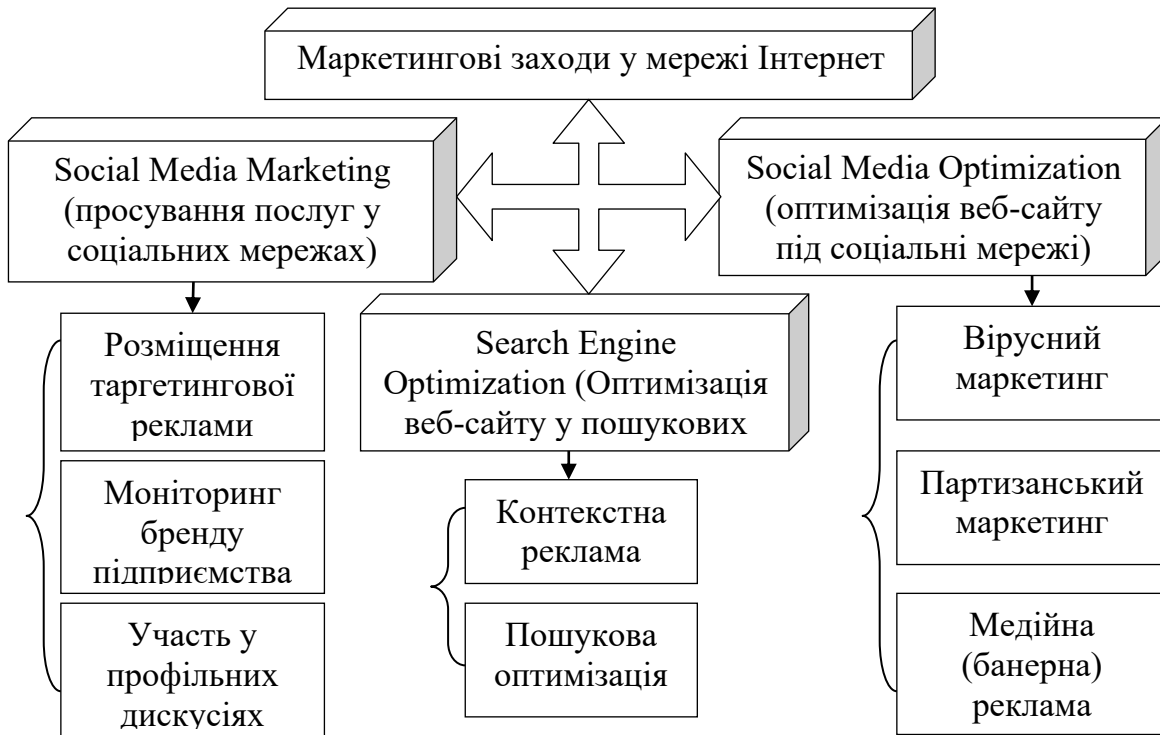 Маркетингові заходи у мережі Інтернет
Social Media Marketing
(просування послуг у
соціальних мережах)
Social Media Optimization
(оптимізація веб-сайту
під соціальні мережі)
Search Engine
Optimization (Оптимізація
веб-сайту у пошукових
Розміщення
таргетингової
реклами
Моніторинг
бренду
підприємства
Участь у
профільних
дискусіях
Контекстна
реклама
Пошукова
оптимізація
Вірусний
маркетинг
Партизанський
маркетинг
Медійна
(банерна)
реклама